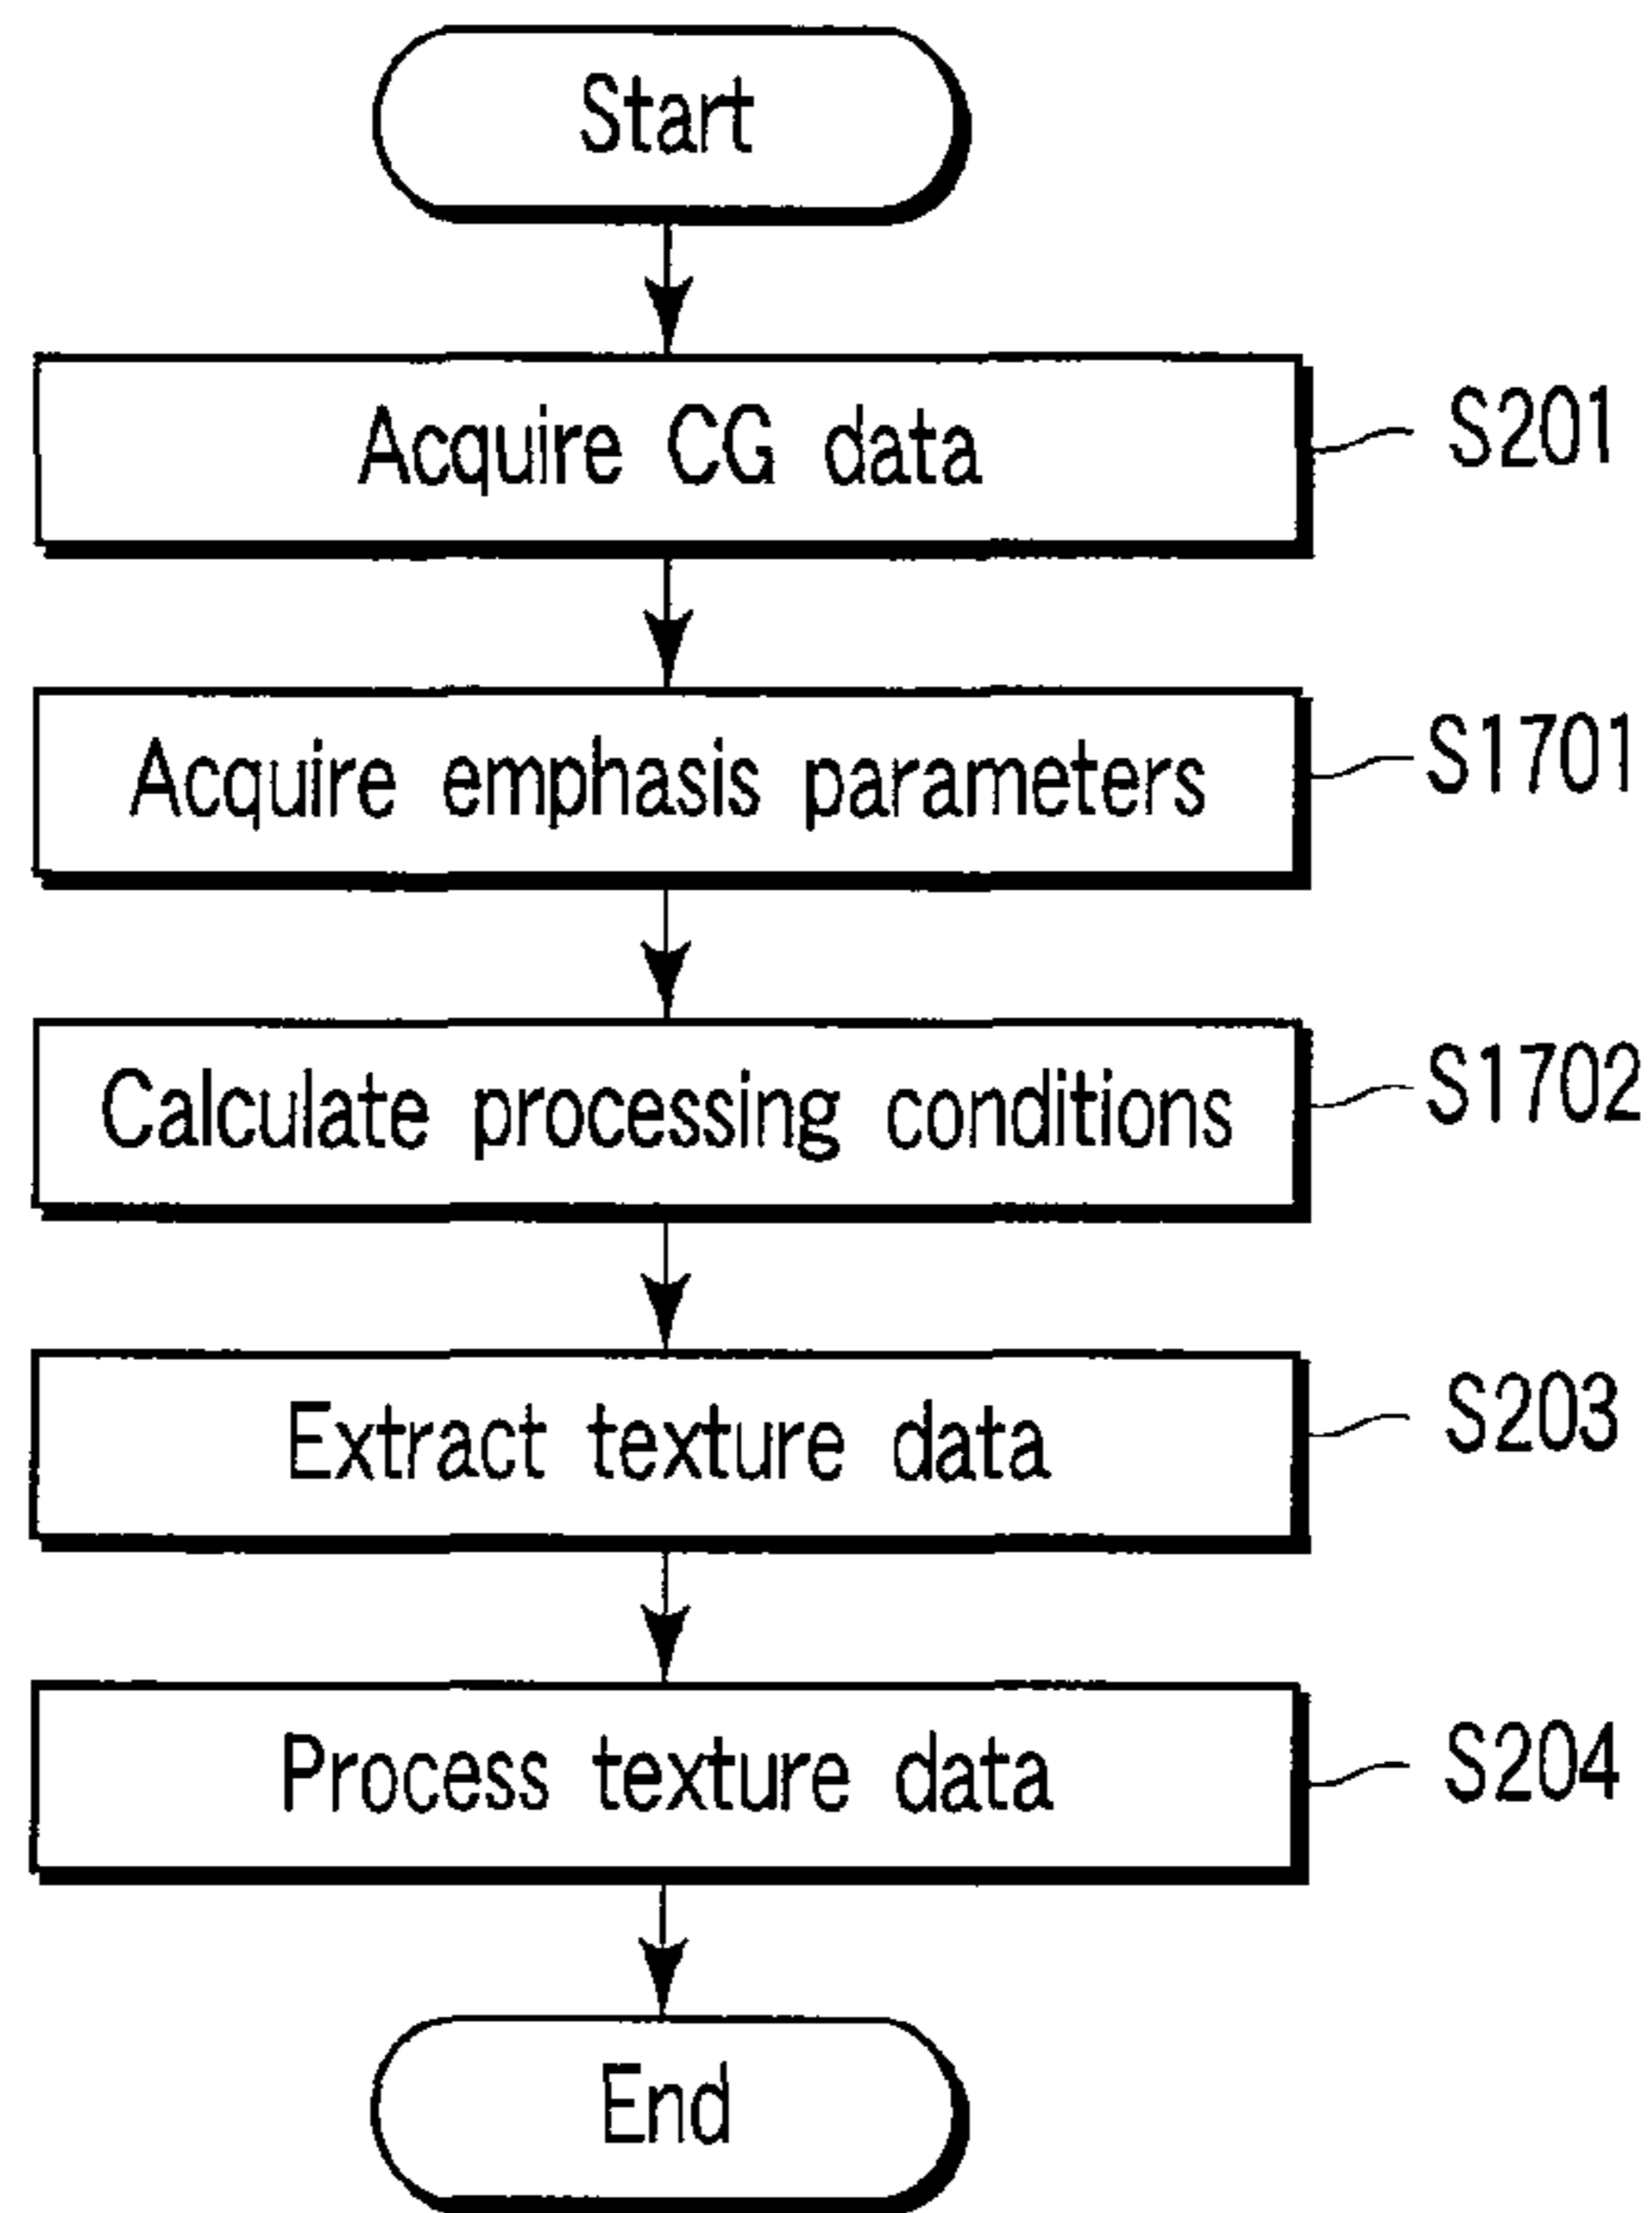 Start
Acquire CG data
S201
Acquire emphasis parameters
S1701
Calculate processing conditions
S1702
Extract texture data
S203
Process texture data
S204
End